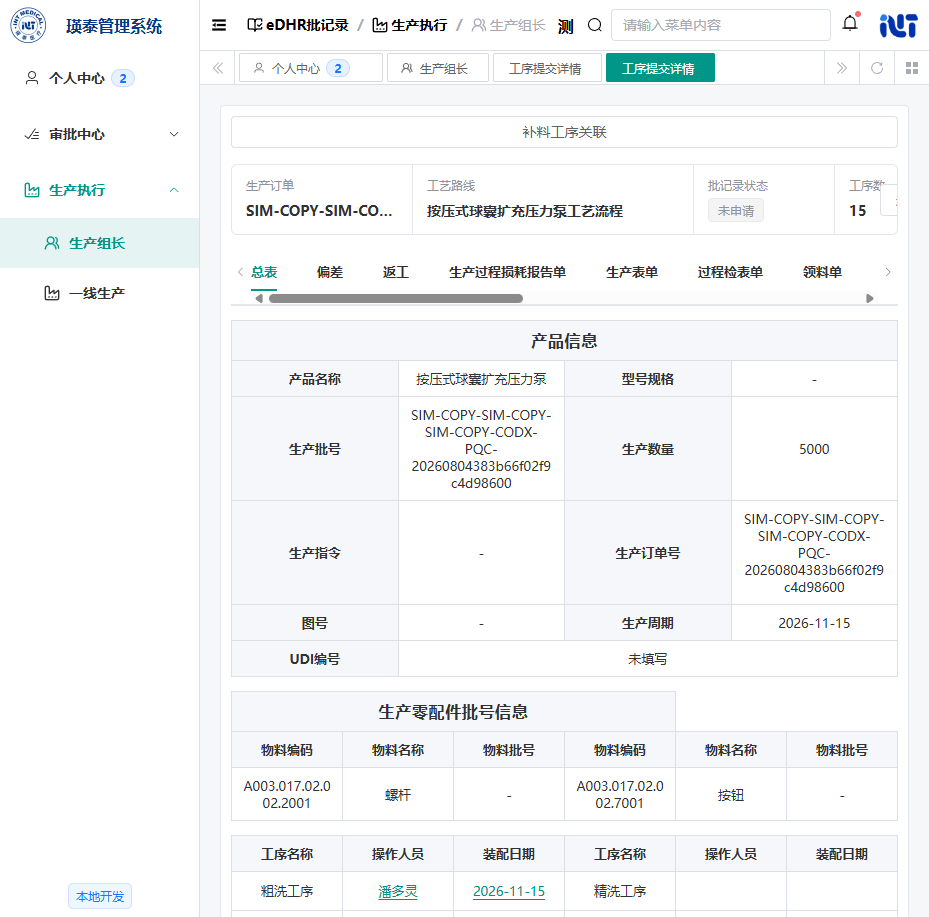 瑛泰管理系统
eDHR批记录 / 生产执行 / 生产组长 测 请输入菜单内容
个人中心 2
审批中心
生产执行
生产组长
一线生产
本地开发
个人中心 2 生产组长 工序提交详情 工序提交详情
补料工序关联
生产订单 工艺路线 批记录状态 工序数
SIM-COPY-SIM-CO... 按压式球囊扩充压力泵工艺流程 未申请 15
总表 偏差 返工 生产过程损耗报告单 生产表单 过程检表单 领料单
产品信息
产品名称 按压式球囊扩充压力泵 型号规格 -
生产批号
SIM-COPY-SIM-COPY-
SIM-COPY-CODX-
PQC-
20260804383b66f02f9
c4d98600
生产数量 5000
生产指令 - 生产订单号
SIM-COPY-SIM-COPY-
SIM-COPY-CODX-
PQC-
20260804383b66f02f9
c4d98600
图号 - 生产周期 2026-11-15
UDI编号 未填写
生产零配件批号信息
物料编码 物料名称 物料批号 物料编码 物料名称 物料批号
A003.017.02.0
02.2001
螺杆 -
A003.017.02.0
02.7001
按钮 -
工序名称 操作人员 装配日期 工序名称 操作人员 装配日期
粗洗工序 潘多灵 2026-11-15 精洗工序